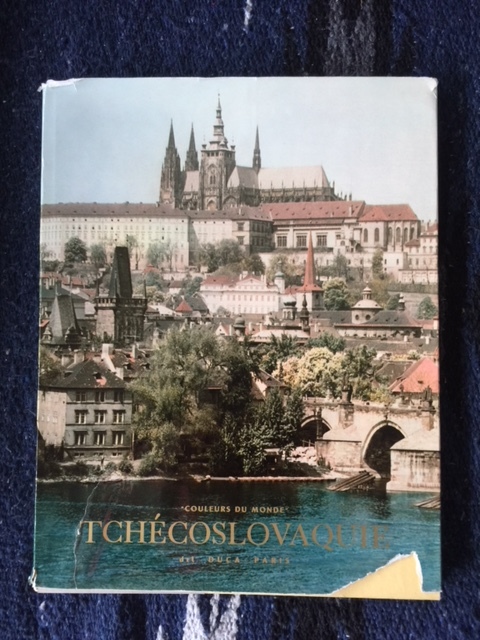 "COULEURS DU MONDE"
TCHÉCOSLOVAQUIE
del DUCA PARIS